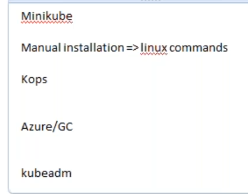 Minikube
Manual installation => linux commands
Kops
Azure/GC
kubeadm